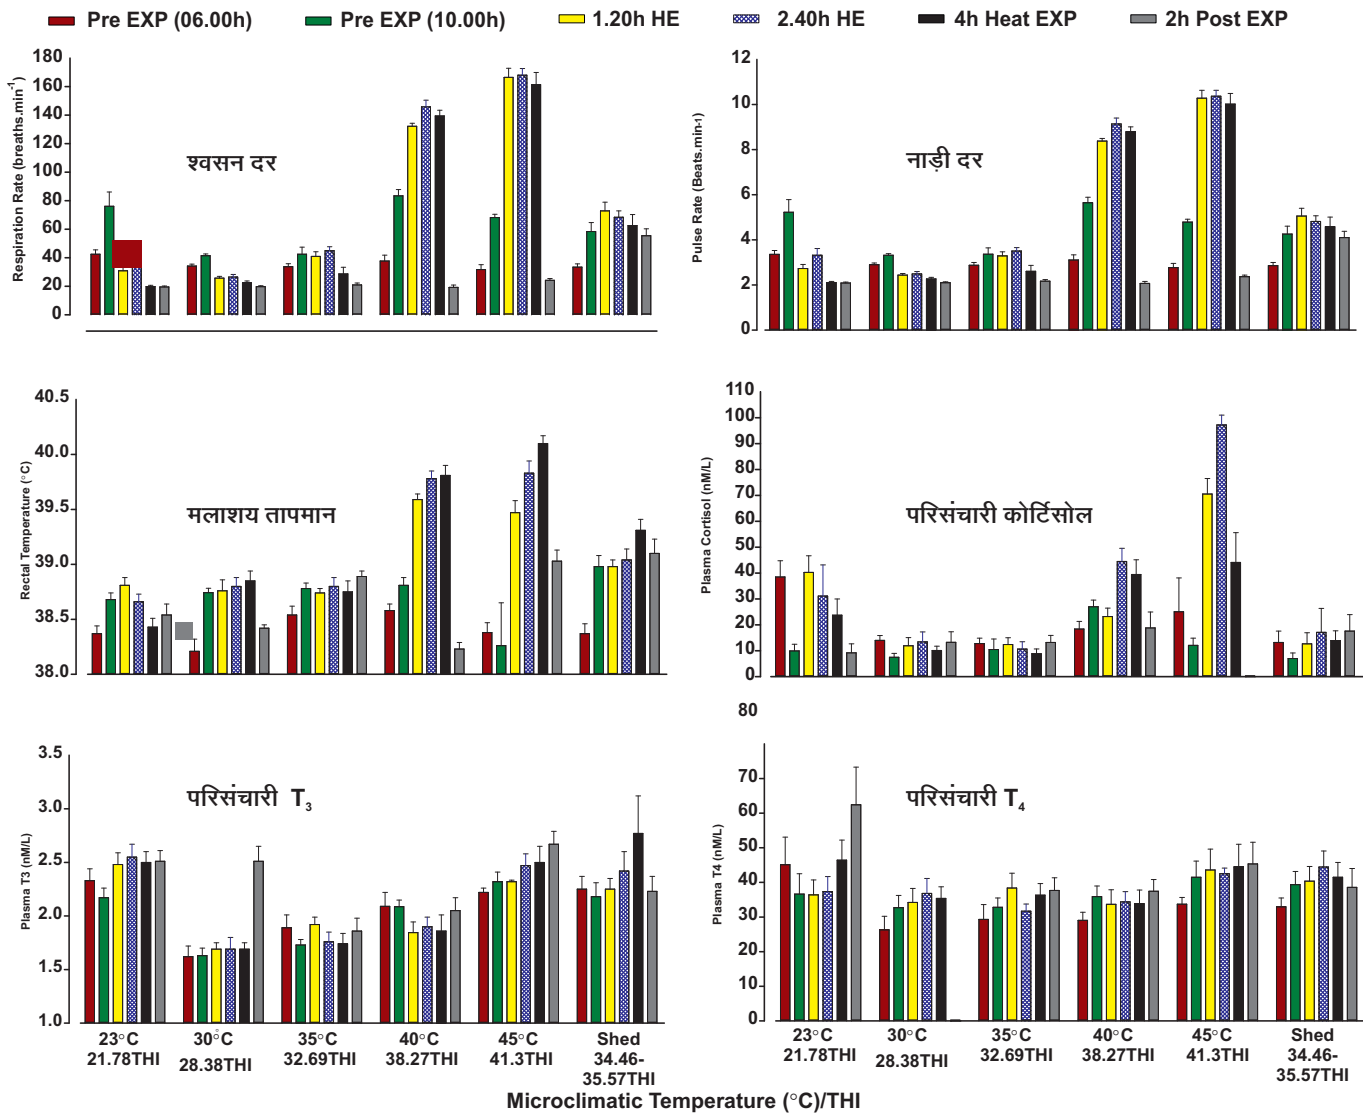 Pre EXP (06.00h) Pre EXP (10.00h) 1.20h HE 2.40h HE 4h Heat EXP 2h Post EXP
Respiration Rate (breaths.min-1)
180
160
140
120
100
80
60
40
20
0
श्वसन दर
Pulse Rate (Beats.min-1)
12
10
8
6
4
2
0
नाड़ी दर
Rectal Temperature (°C)
40.5
40.0
39.5
39.0
38.5
38.0
मलाशय तापमान
Plasma Cortisol (nM/L)
110
100
90
80
70
60
50
40
30
20
10
0
परिसंचारी कोर्टिसोल
Plasma T3 (nM/L)
3.5
3.0
2.5
2.0
1.5
1.0
परिसंचारी T3
23°C 30°C 35°C 40°C 45°C Shed
21.78THI 28.38THI 32.69THI 38.27THI 41.3THI 34.46-
35.57THI
Plasma T4 (nM/L)
80
70
60
50
40
30
20
10
0
परिसंचारी T4
23°C 30°C 35°C 40°C 45°C Shed
21.78THI 28.38THI 32.69THI 38.27THI 41.3THI 34.46-
35.57THI
Microclimatic Temperature (°C)/THI